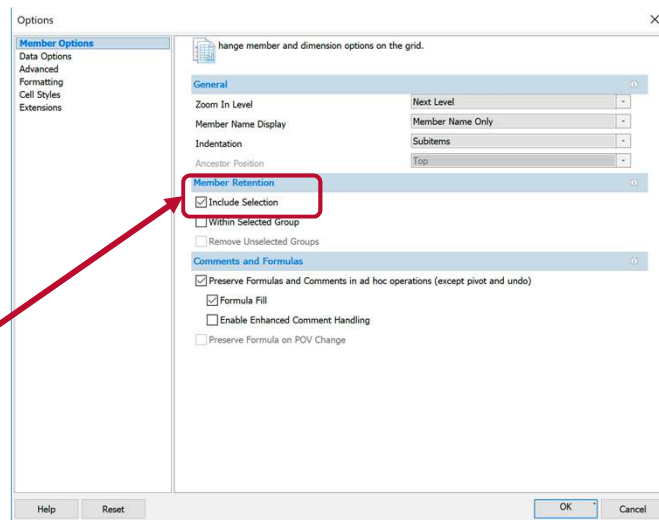 Options
Member Options
Data Options
Advanced
Formatting
Cell Styles
Extensions
hange member and dimension options on the grid.
General
Zoom In Level Next Level
Member Name Display Member Name Only
Indentation Subitems
Ancestor Position Top
Member Retention
Include Selection
Within Selected Group
Remove Unselected Groups
Comments and Formulas
Preserve Formulas and Comments in ad hoc operations (except pivot and undo)
Formula Fill
Enable Enhanced Comment Handling
Preserve Formula on POV Change
Help Reset OK Cancel